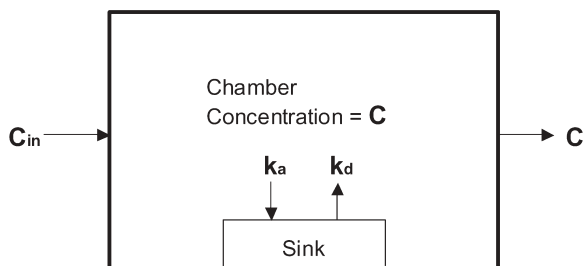 Chamber
Concentration = C
Cin
C
ka kd
Sink